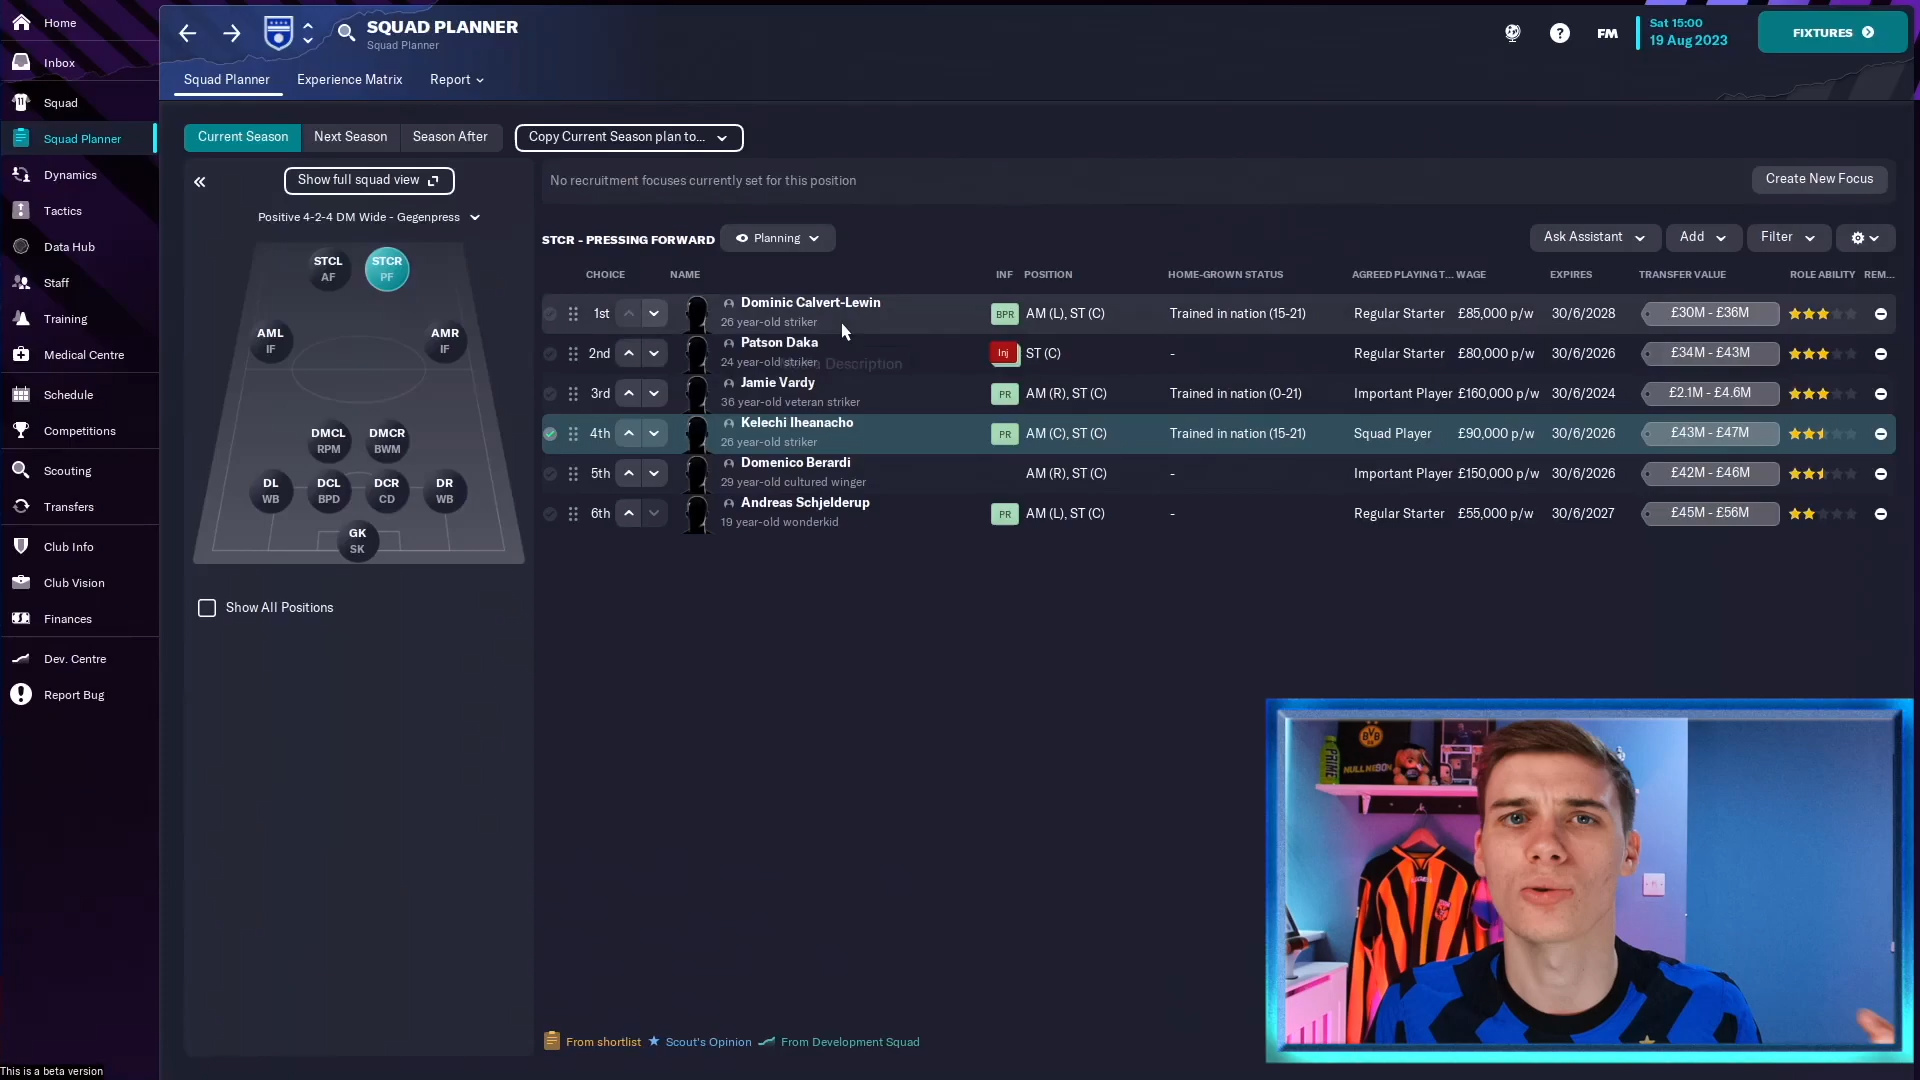 Home
Inbox
Squad
Squad Planner
Dynamics
Tactics
Data Hub
Staff
Training
Medical Centre
Schedule
Competitions
Scouting
Transfers
Club Info
Club Vision
Finances
Dev. Centre
Report Bug
This is a beta version
SQUAD PLANNER
Squad Planner
FM
Sat 15:00
19 Aug 2023
FIXTURES
Squad Planner Experience Matrix Report
Current Season Next Season Season After Copy Current Season plan to...
Show full squad view
Positive 4-2-4 DM Wide - Gegenpress
STCL AF
STCR PF
AML IF
AMR IF
DMCL RPM
DMCR BWM
DL WB
DCL BPD
DCR CD
DR WB
GK SK
Show All Positions
No recruitment focuses currently set for this position
Create New Focus
STCR - PRESSING FORWARD Planning
Ask Assistant Add Filter
CHOICE NAME INF POSITION HOME-GROWN STATUS AGREED PLAYING T... WAGE EXPIRES TRANSFER VALUE ROLE ABILITY REM...
1st Dominic Calvert-Lewin BPR AM (L), ST (C) Trained in nation (15-21) Regular Starter £85,000 p/w 30/6/2028 £30M - £36M
26 year-old striker
2nd Patson Daka Inj ST (C) - Regular Starter £80,000 p/w 30/6/2026 £34M - £43M
24 year-old striker
Description
3rd Jamie Vardy PR AM (R), ST (C) Trained in nation (0-21) Important Player £160,000 p/w 30/6/2024 £2.1M - £4.6M
36 year-old veteran striker
4th Kelechi Iheanacho PR AM (C), ST (C) Trained in nation (15-21) Squad Player £90,000 p/w 30/6/2026 £43M - £47M
26 year-old striker
5th Domenico Berardi AM (R), ST (C) - Important Player £150,000 p/w 30/6/2026 £42M - £46M
29 year-old cultured winger
6th Andreas Schjelderup PR AM (L), ST (C) - Regular Starter £55,000 p/w 30/6/2027 £45M - £56M
19 year-old wonderkid
From shortlist Scout's Opinion From Development Squad
BVB
09
PRIME